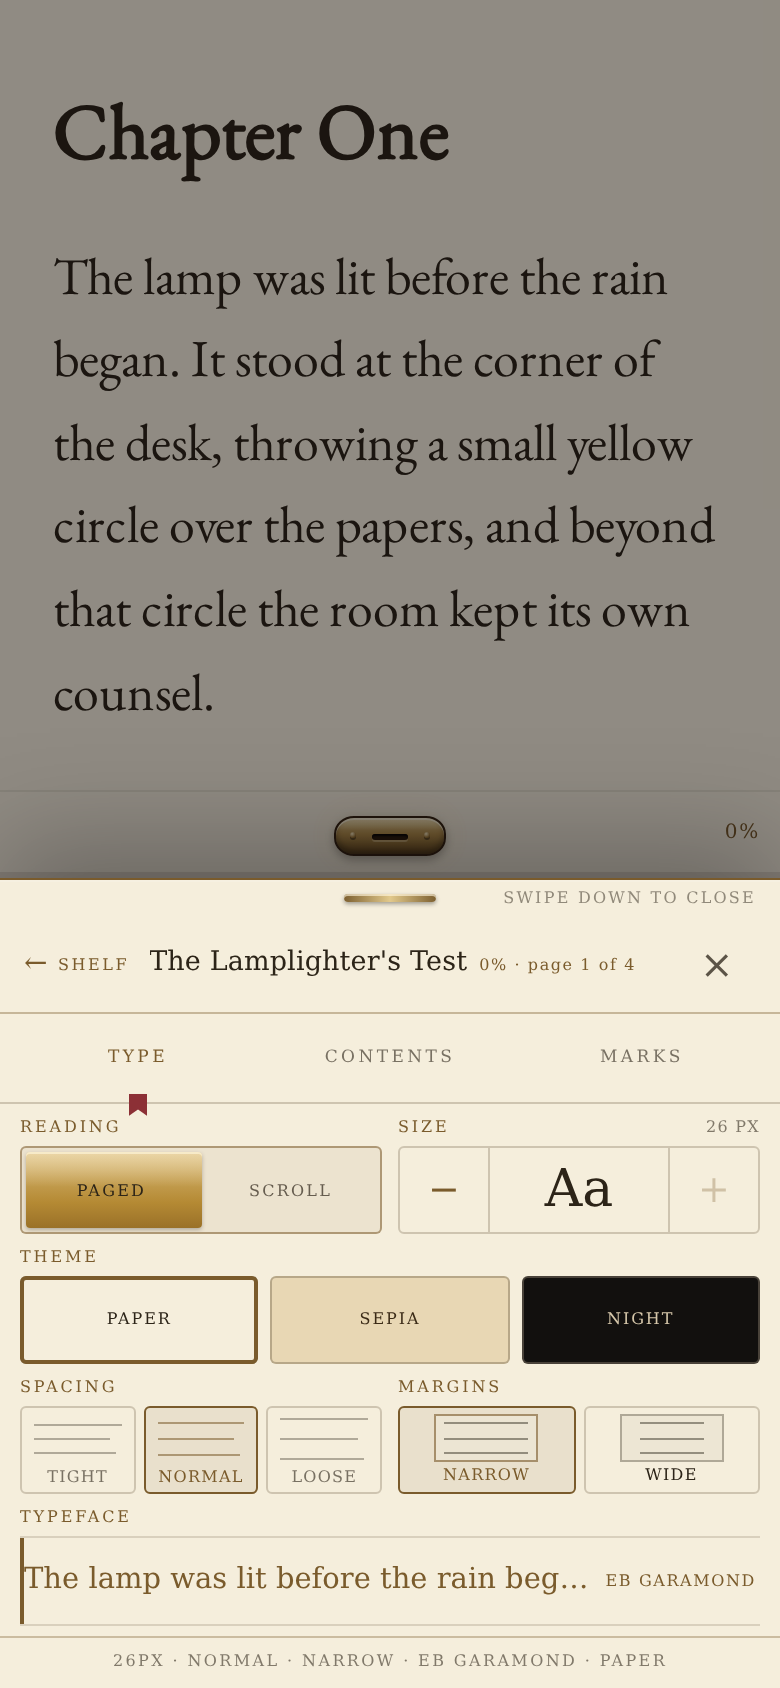 Chapter One
The lamp was lit before the rain
began. It stood at the corner of
the desk, throwing a small yellow
circle over the papers, and beyond
that circle the room kept its own
counsel.
0%
SWIPE DOWN TO CLOSE
← SHELF The Lamplighter's Test 0% · page 1 of 4 ×
TYPE CONTENTS MARKS
READING SIZE 26 PX
PAGED SCROLL − Aa +
THEME
PAPER SEPIA NIGHT
SPACING MARGINS
TIGHT NORMAL LOOSE NARROW WIDE
TYPEFACE
The lamp was lit before the rain beg... EB GARAMOND
26PX · NORMAL · NARROW · EB GARAMOND · PAPER